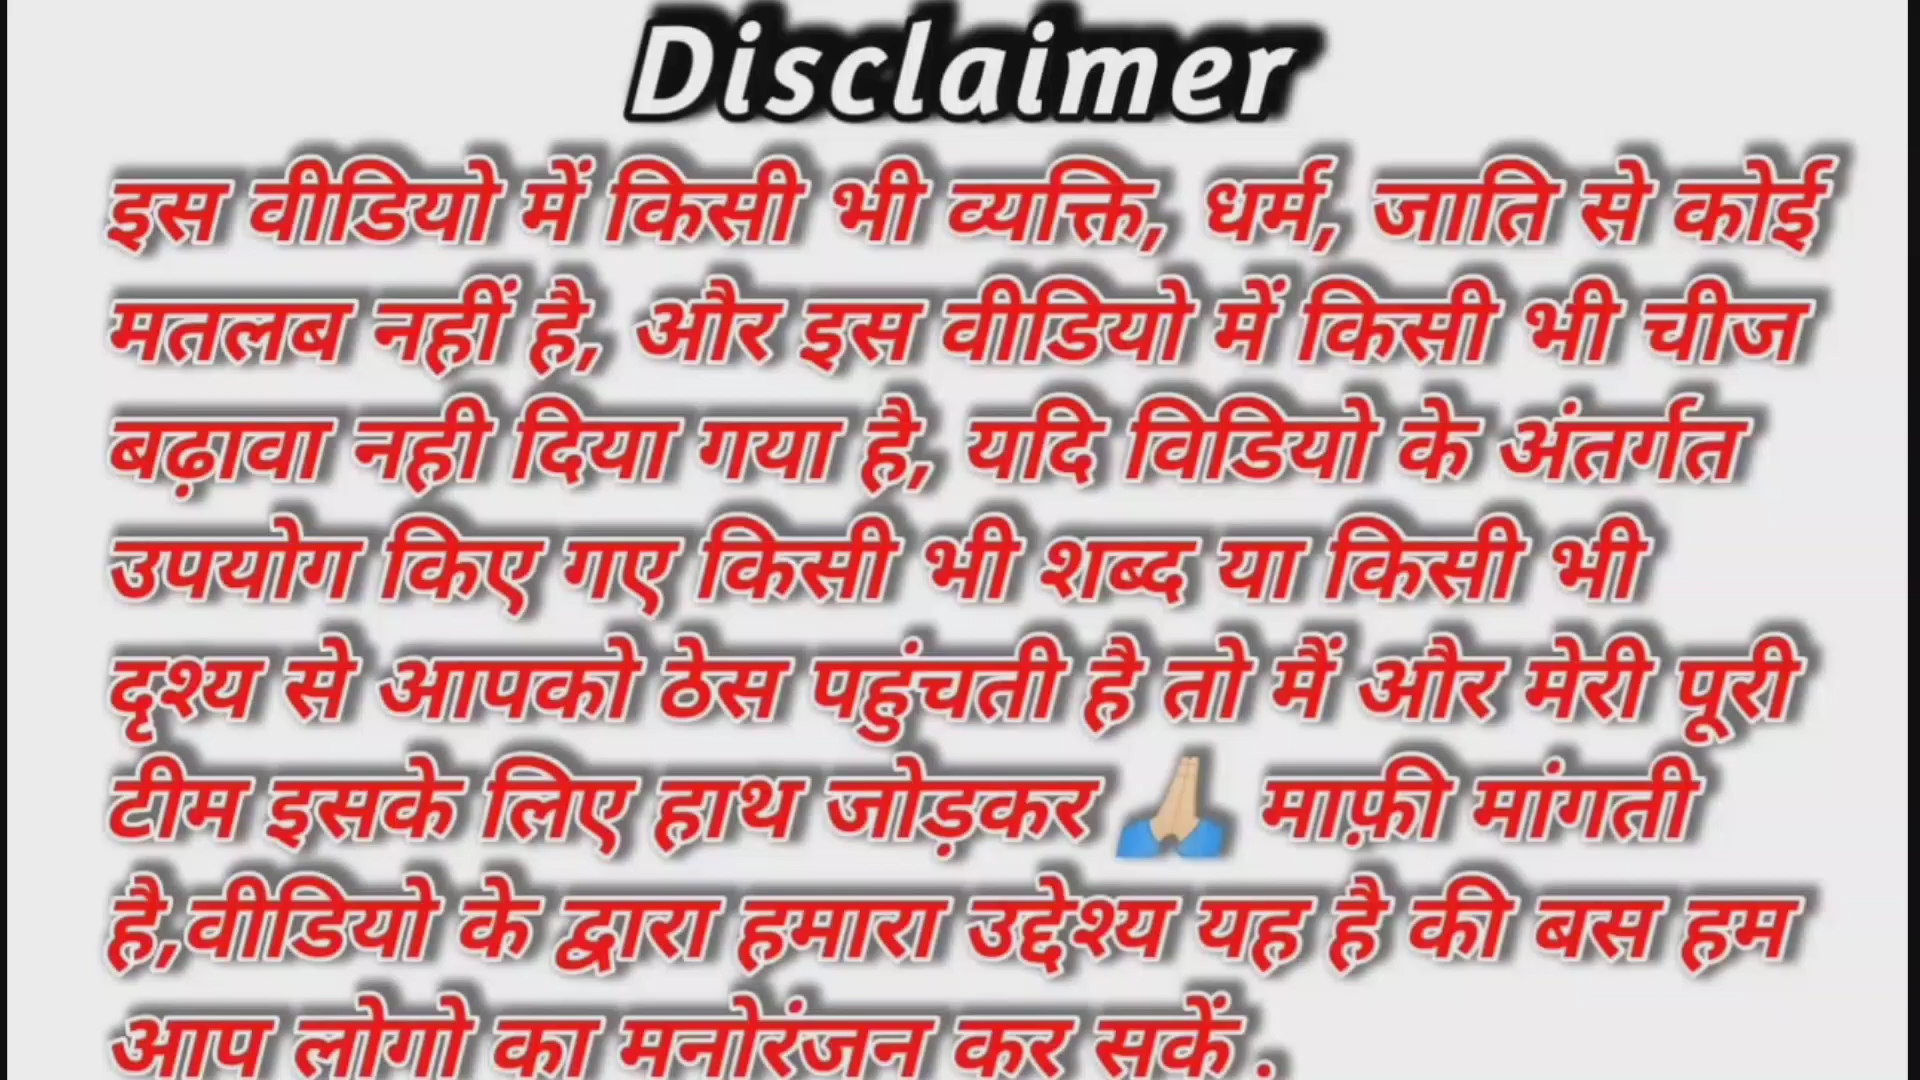 Disclaimer
इस वीडियो में किसी भी व्यक्ति, धर्म, जाति से कोई
मतलब नहीं है, और इस वीडियो में किसी भी चीज
बढ़ावा नही दिया गया है, यदि विडियो के अंतर्गत
उपयोग किए गए किसी भी शब्द या किसी भी
दृश्य से आपको ठेस पहुंचती है तो मैं और मेरी पूरी
टीम इसके लिए हाथ जोड़कर 🙏🏼 माफ़ी मांगती
है,वीडियो के द्वारा हमारा उद्देश्य यह है की बस हम
आप लोगो का मनोरंजन कर सकें .